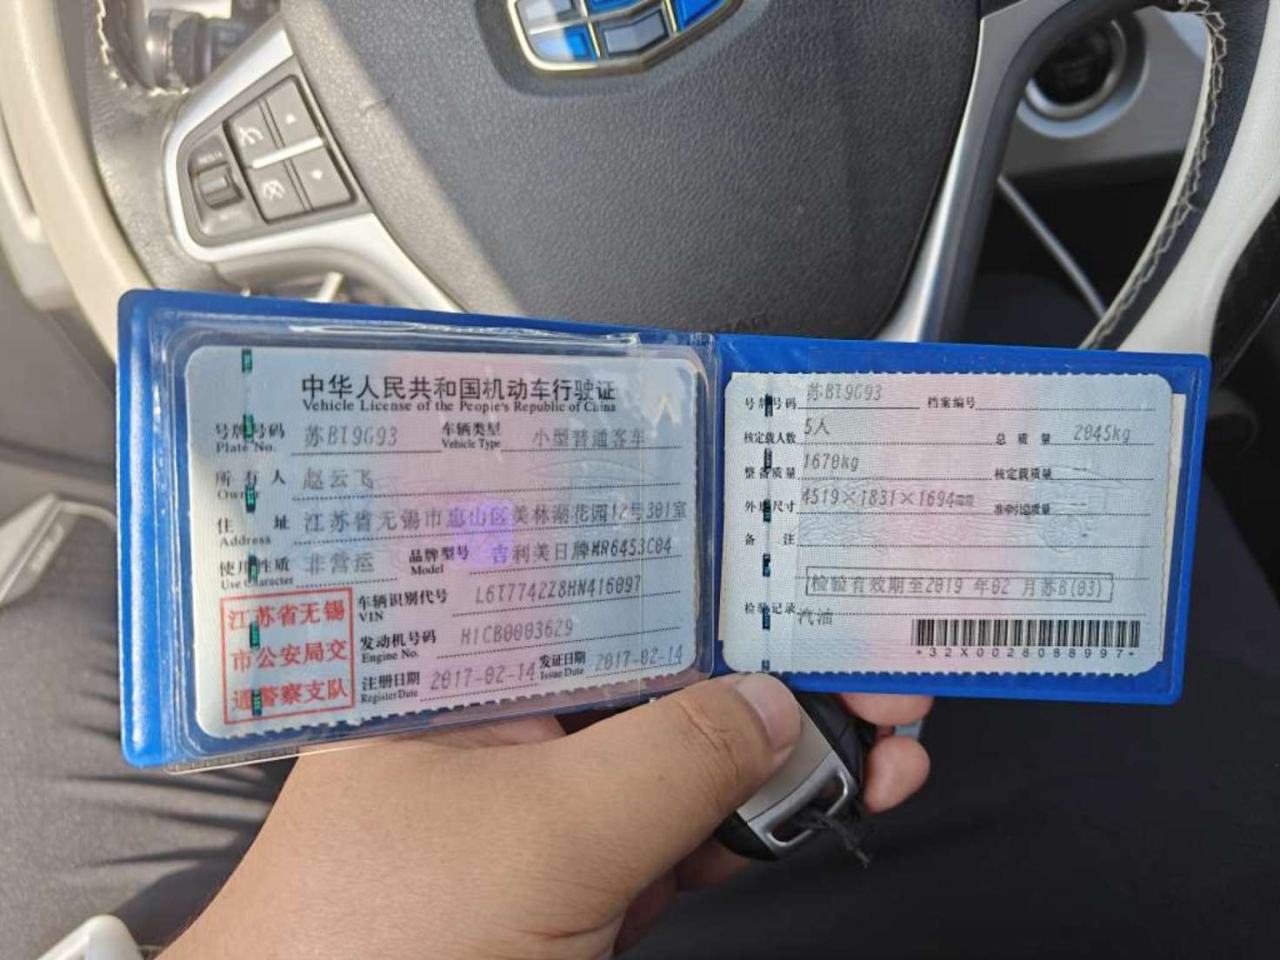 中华人民共和国机动车行驶证
Vehicle License of the People's Republic of China
号牌号码 苏BT9G93 车辆类型 小型普通客车
Plate No. Vehicle Type
所有人 赵云飞
Owner
住址 江苏省无锡市惠山区美林湖花园12号301室
Address
使用性质 非营运 品牌型号 吉利美日牌MR6453C04
Use Character Model
江苏省无锡
市公安局交
通警察支队
车辆识别代号 L6T7742Z8HN416097
VIN
发动机号码 H1CB0003629
Engine No.
注册日期 2017-02-14 发证日期 2017-02-14
Register Date Issue Date
号牌号码 苏BT9G93 档案编号
核定载人数 5人 总质量 2045kg
整备质量 1670kg 核定载质量
外廓尺寸 4519×1831×1694mm 准牵引总质量 --
备注
检验有效期至2019年02月苏B(03)
检验记录 汽油
*32X0028088997*